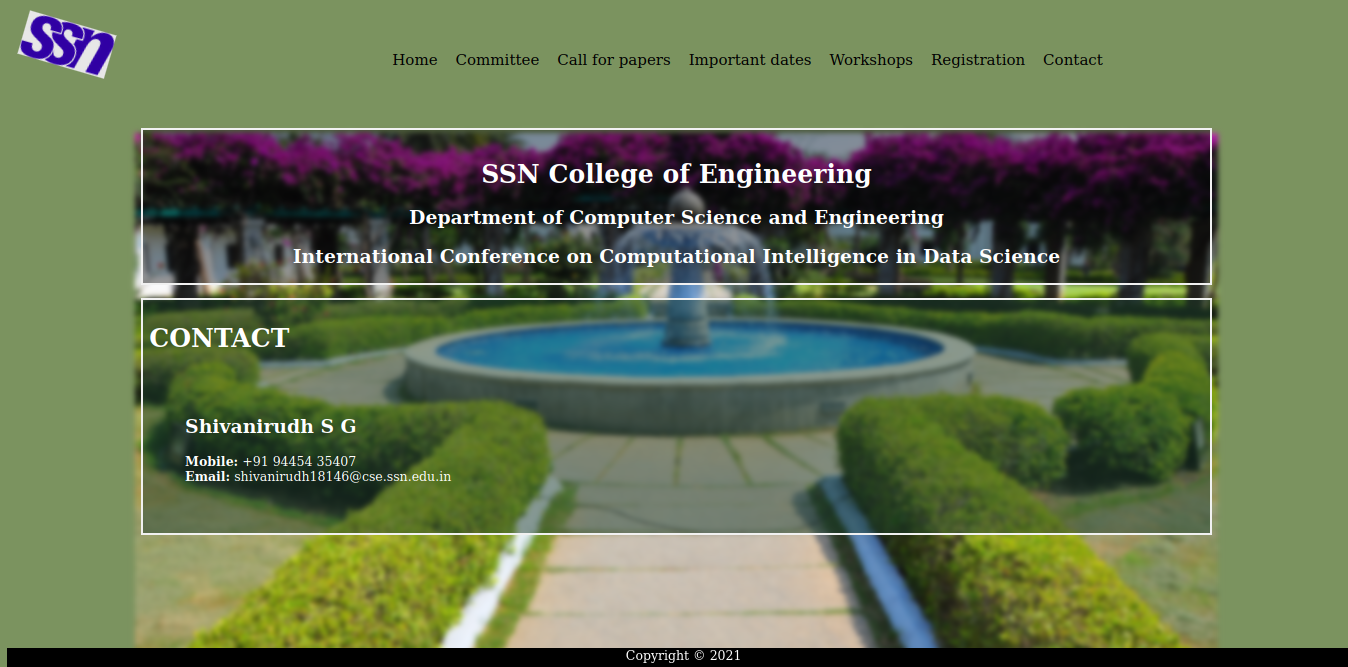 ssn
Home Committee Call for papers Important dates Workshops Registration Contact
SSN College of Engineering
Department of Computer Science and Engineering
International Conference on Computational Intelligence in Data Science
CONTACT
Shivanirudh S G
Mobile: +91 94454 35407
Email: shivanirudh18146@cse.ssn.edu.in
Copyright © 2021